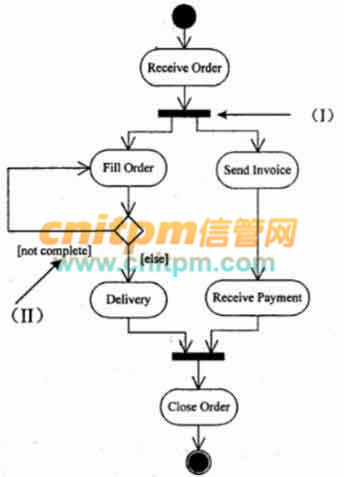 Receive Order
(I)
Fill Order
Send Invoice
cnitpm信管网
[not complete]
[else]
www.cnitpm.com
(II)
Delivery
Receive Payment
Close Order